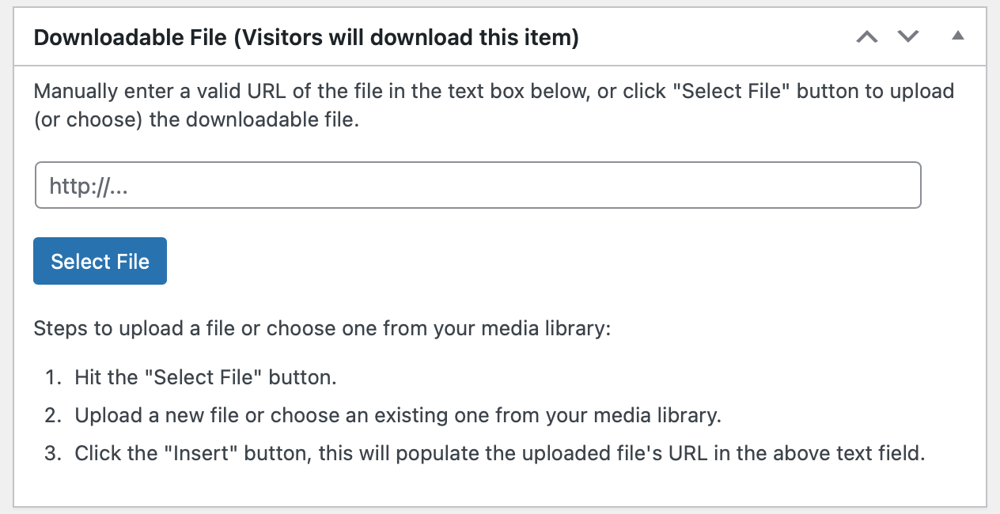 Downloadable File (Visitors will download this item)
Manually enter a valid URL of the file in the text box below, or click "Select File" button to upload
(or choose) the downloadable file.
http://...
Select File
Steps to upload a file or choose one from your media library:
1. Hit the "Select File" button.
2. Upload a new file or choose an existing one from your media library.
3. Click the "Insert" button, this will populate the uploaded file's URL in the above text field.